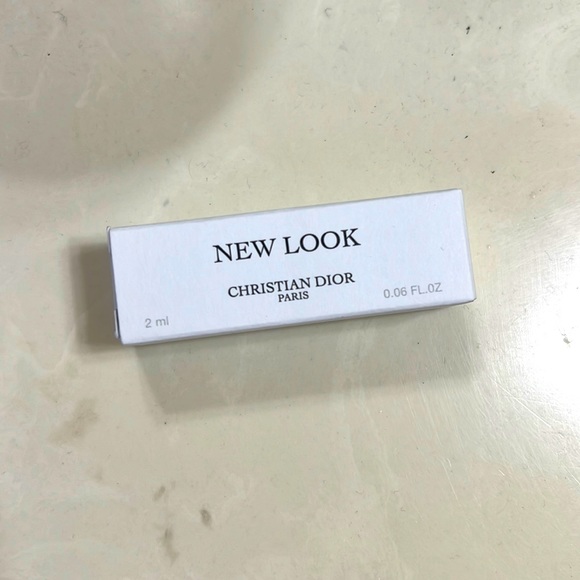 NEW LOOK
CHRISTIAN DIOR
PARIS
2 ml
0.06 FL.OZ